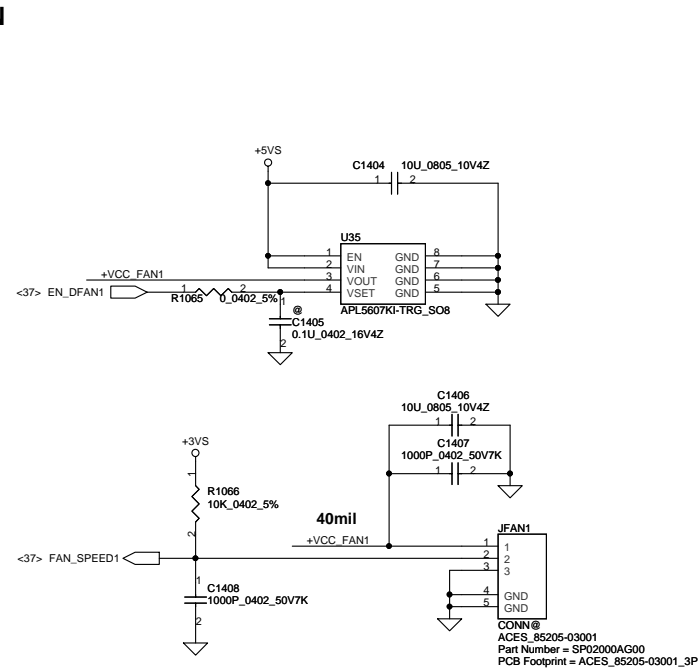 +5VS
C1404 10U_0805_10V4Z
1 2
U35
1 EN GND 8
2 VIN GND 7
+VCC_FAN1 3 VOUT GND 6
<37> EN_DFAN1 1 2 4 VSET GND 5
R1065 0_0402_5%
APL5607KI-TRG_SO8
1
@
C1405
0.1U_0402_16V4Z
2
C1406
10U_0805_10V4Z
1 2
C1407
1000P_0402_50V7K
1 2
+3VS
1
R1066
10K_0402_5%
2
40mil
+VCC_FAN1
JFAN1
1 1
<37> FAN_SPEED1 2 2
3 3
4 GND
5 GND
1
C1408
1000P_0402_50V7K
2
CONN@
ACES_85205-03001
Part Number = SP02000AG00
PCB Footprint = ACES_85205-03001_3P